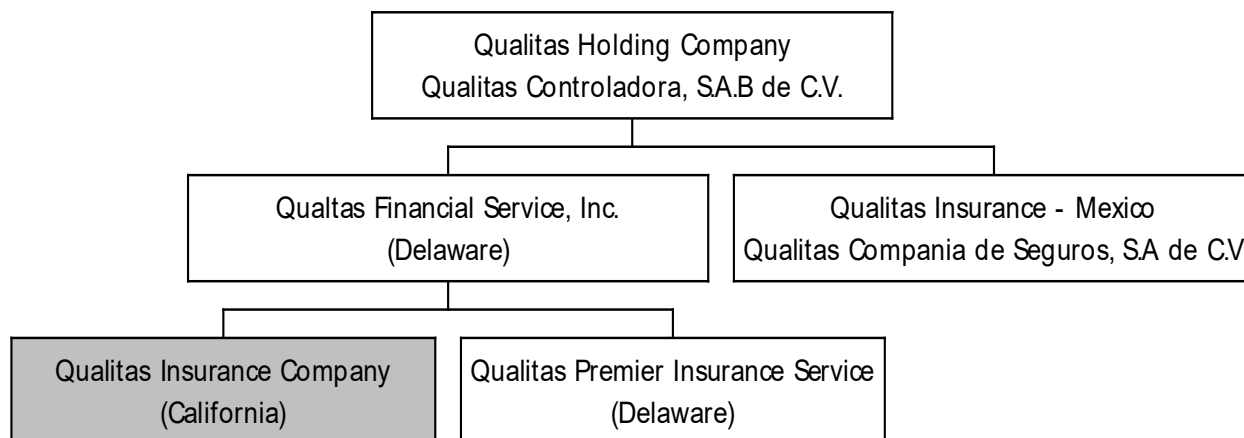 Qualitas Holding Company
Qualitas Controladora, S.A.B de C.V.
Qualtas Financial Service, Inc.
(Delaware)
Qualitas Insurance - Mexico
Qualitas Compania de Seguros, S.A de C.V
Qualitas Insurance Company
(California)
Qualitas Premier Insurance Service
(Delaware)